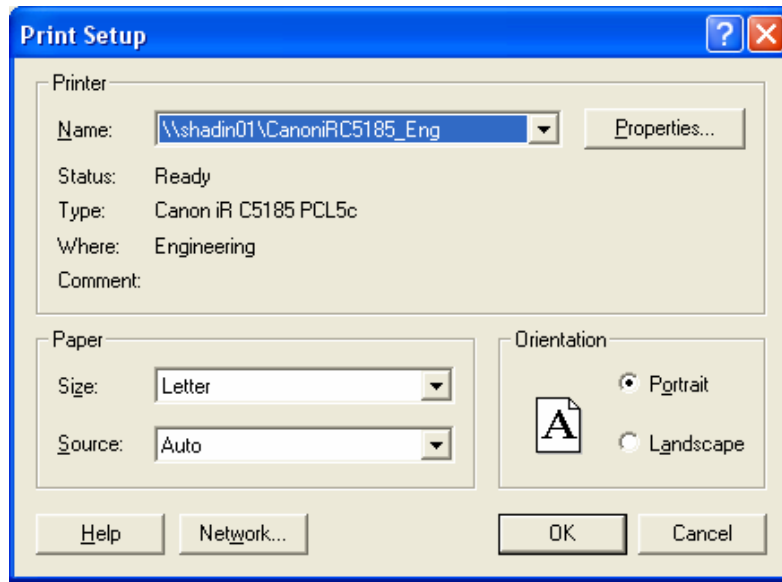 Print Setup
Printer
Name: \\shadin01\CanoniRC5185_Eng Properties...
Status: Ready
Type: Canon iR C5185 PCL5c
Where: Engineering
Comment:
Paper Orientation
Size: Letter Portrait
A
Source: Auto Landscape
Help Network... OK Cancel